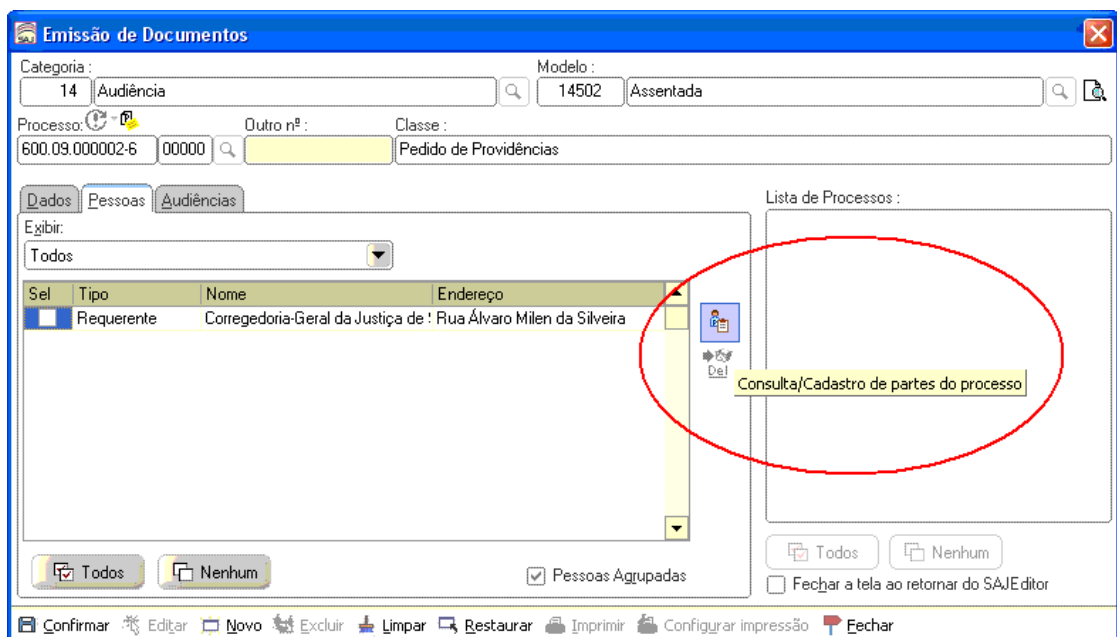 SAJ Emissão de Documentos
Categoria : Modelo :
14 Audiência 14502 Assentada
Processo: Outro nº : Classe :
600.09.000002-6 00000 Pedido de Providências
Dados Pessoas Audiências Lista de Processos :
Exibir:
Todos
Sel Tipo Nome Endereço
Requerente Corregedoria-Geral da Justiça de Rua Álvaro Milen da Silveira
Del
Consulta/Cadastro de partes do processo
Todos Nenhum
Todos Nenhum Pessoas Agrupadas
Fechar a tela ao retornar do SAJEditor
Confirmar Editar Novo Excluir Limpar Restaurar Imprimir Configurar impressão Fechar